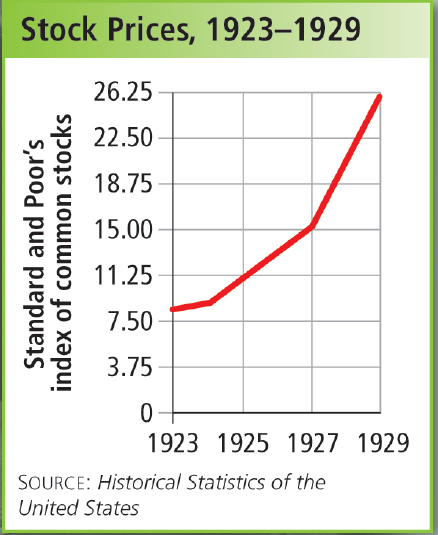 Stock Prices, 1923–1929
Standard and Poor's
index of common stocks
26.25
22.50
18.75
15.00
11.25
7.50
3.75
0
1923 1925 1927 1929
SOURCE: Historical Statistics of the
United States